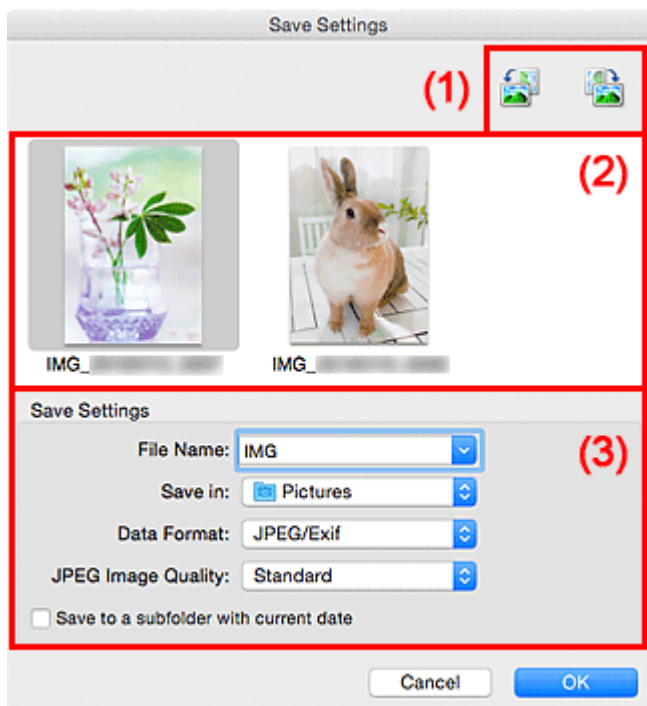 Save Settings
(1)
(2)
IMG_
IMG_
Save Settings
(3)
File Name: IMG
Save in: Pictures
Data Format: JPEG/Exif
JPEG Image Quality: Standard
Save to a subfolder with current date
Cancel OK